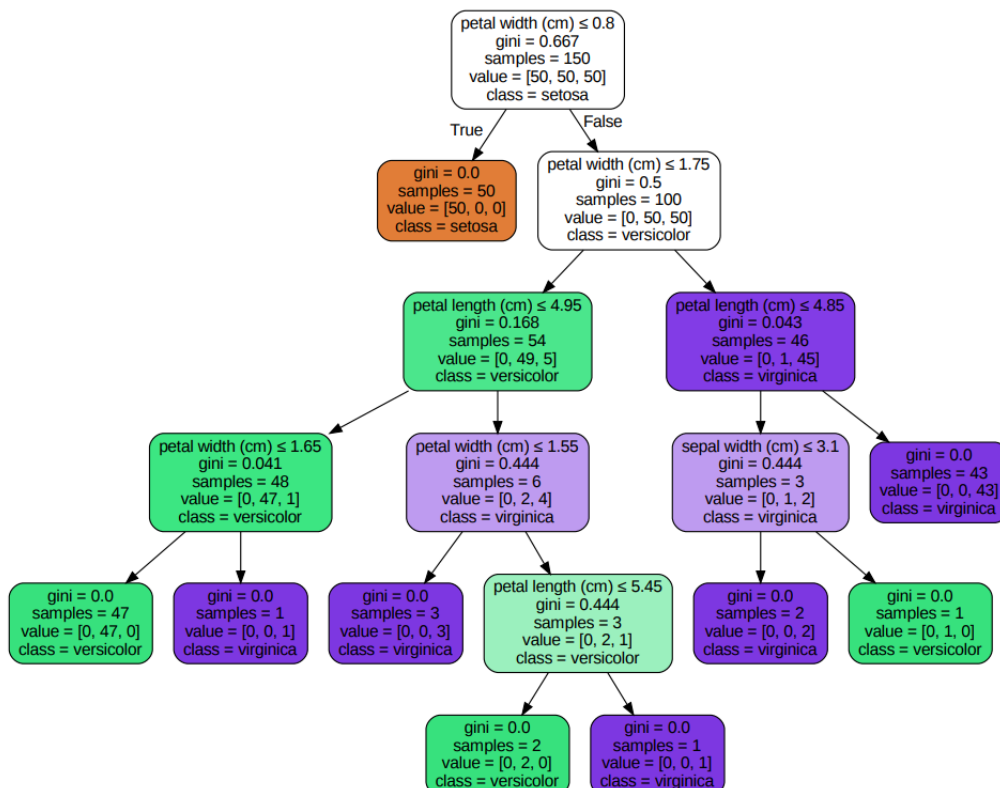 petal width (cm) ≤ 0.8
gini = 0.667
samples = 150
value = [50, 50, 50]
class = setosa
True
False
gini = 0.0
samples = 50
value = [50, 0, 0]
class = setosa
petal width (cm) ≤ 1.75
gini = 0.5
samples = 100
value = [0, 50, 50]
class = versicolor
petal length (cm) ≤ 4.95
gini = 0.168
samples = 54
value = [0, 49, 5]
class = versicolor
petal length (cm) ≤ 4.85
gini = 0.043
samples = 46
value = [0, 1, 45]
class = virginica
petal width (cm) ≤ 1.65
gini = 0.041
samples = 48
value = [0, 47, 1]
class = versicolor
petal width (cm) ≤ 1.55
gini = 0.444
samples = 6
value = [0, 2, 4]
class = virginica
sepal width (cm) ≤ 3.1
gini = 0.444
samples = 3
value = [0, 1, 2]
class = virginica
gini = 0.0
samples = 43
value = [0, 0, 43]
class = virginica
gini = 0.0
samples = 47
value = [0, 47, 0]
class = versicolor
gini = 0.0
samples = 1
value = [0, 0, 1]
class = virginica
gini = 0.0
samples = 3
value = [0, 0, 3]
class = virginica
petal length (cm) ≤ 5.45
gini = 0.444
samples = 3
value = [0, 2, 1]
class = versicolor
gini = 0.0
samples = 2
value = [0, 0, 2]
class = virginica
gini = 0.0
samples = 1
value = [0, 1, 0]
class = versicolor
gini = 0.0
samples = 2
value = [0, 2, 0]
class = versicolor
gini = 0.0
samples = 1
value = [0, 0, 1]
class = virginica